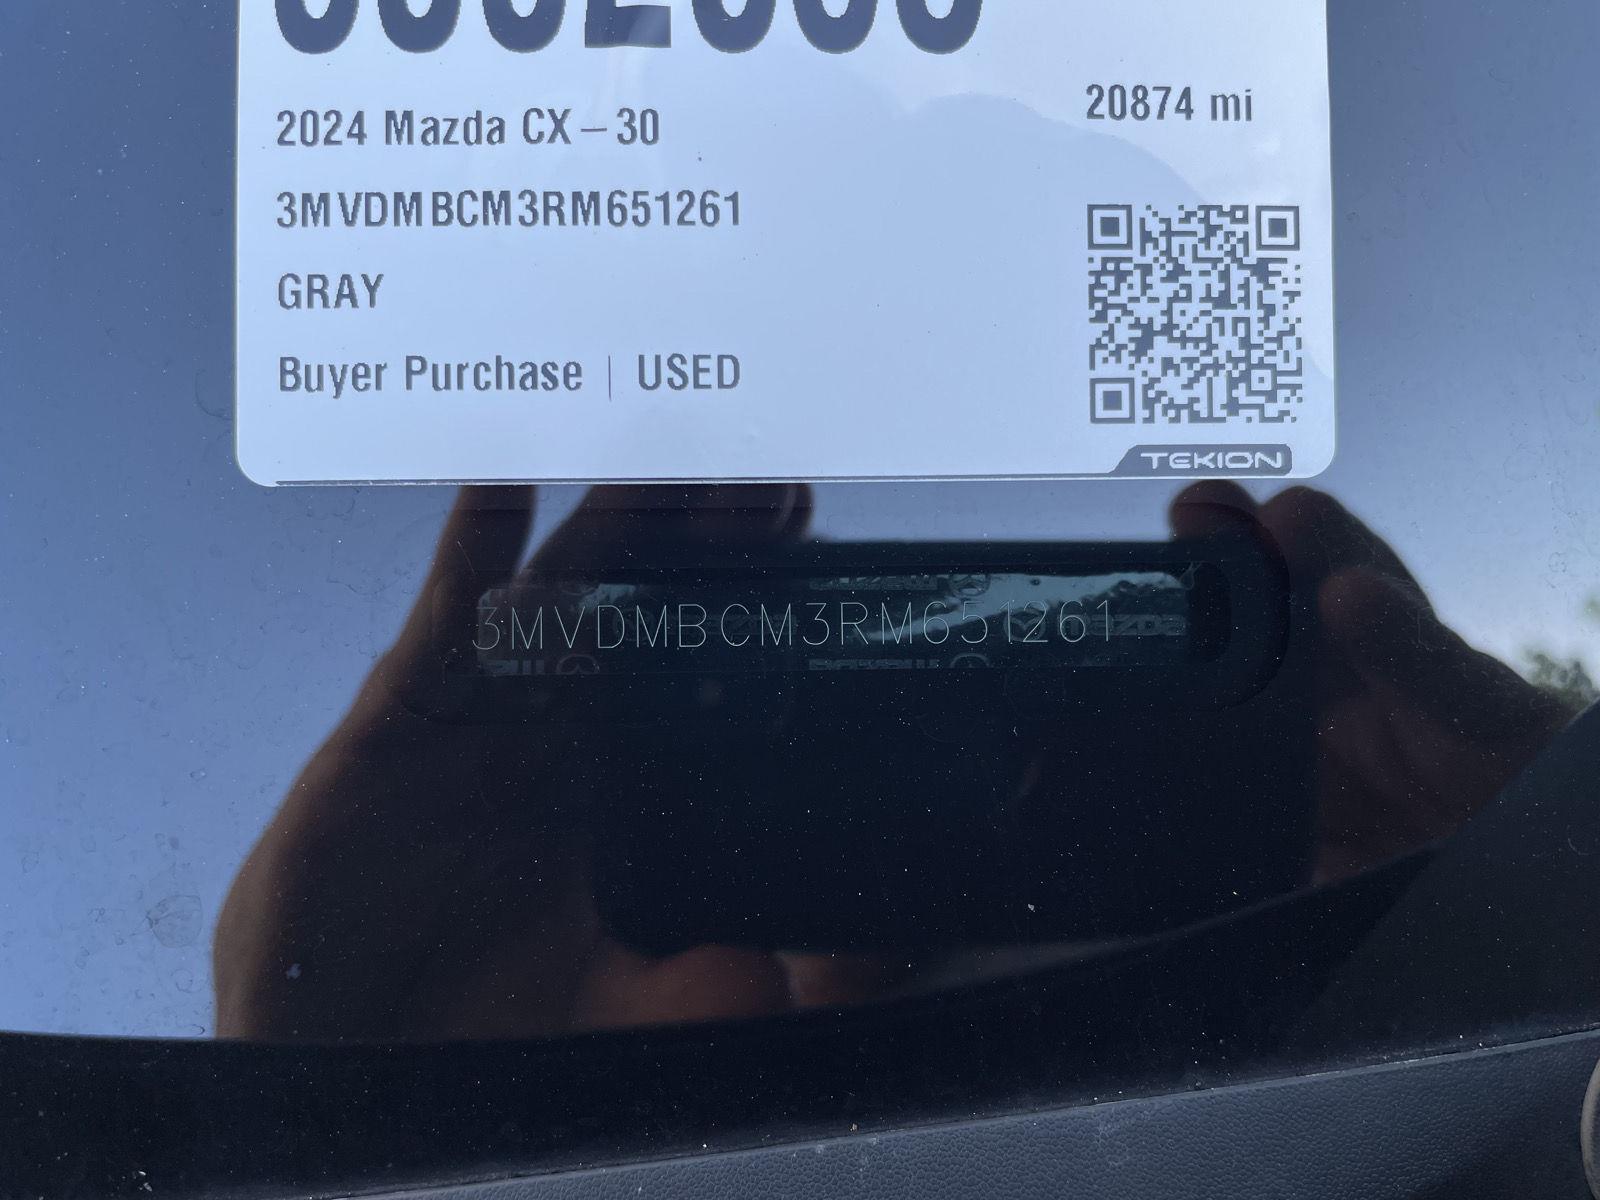 2024 Mazda CX-30
20874 mi
3MVDMBCM3RM651261
GRAY
Buyer Purchase | USED
TEKION
3MVDMBCM3RM651261